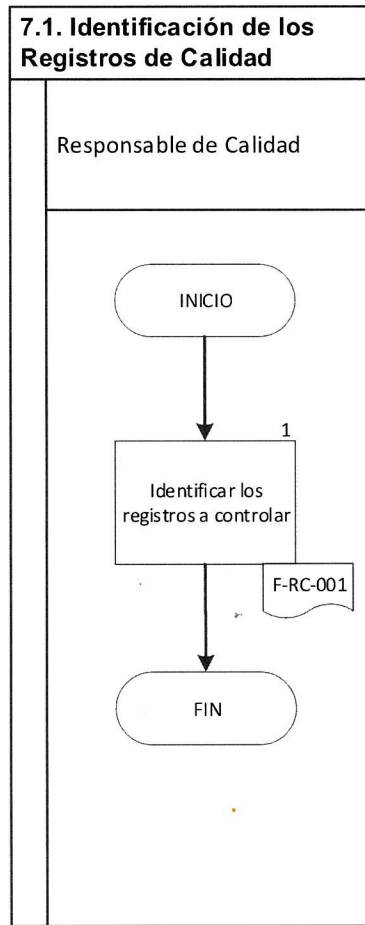 7.1. Identificación de los
Registros de Calidad
Responsable de Calidad
INICIO
1
Identificar los
registros a controlar
F-RC-001
FIN